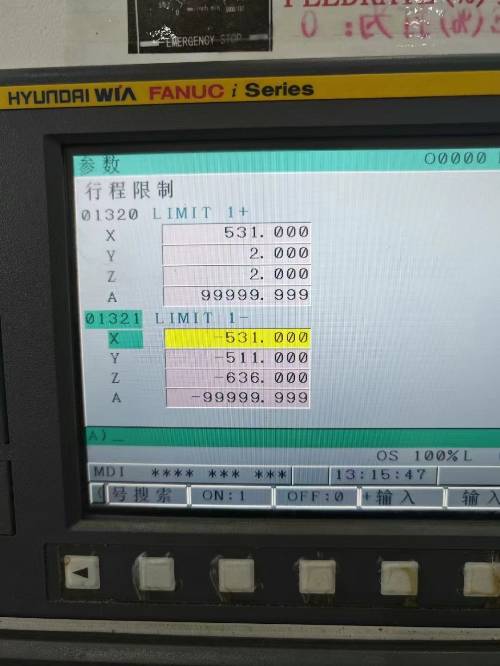 EMERGENCY STOP
HYUNDAI WIA FANUC i Series
参数 O0000
行程限制
01320 LIMIT 1+
X 531.000
Y 2.000
Z 2.000
A 99999.999
01321 LIMIT 1-
X -531.000
Y -511.000
Z -636.000
A -99999.999
A)_
OS 100% L
MDI **** *** *** 13:15:47
号搜索 ON:1 OFF:0 +输入 输入